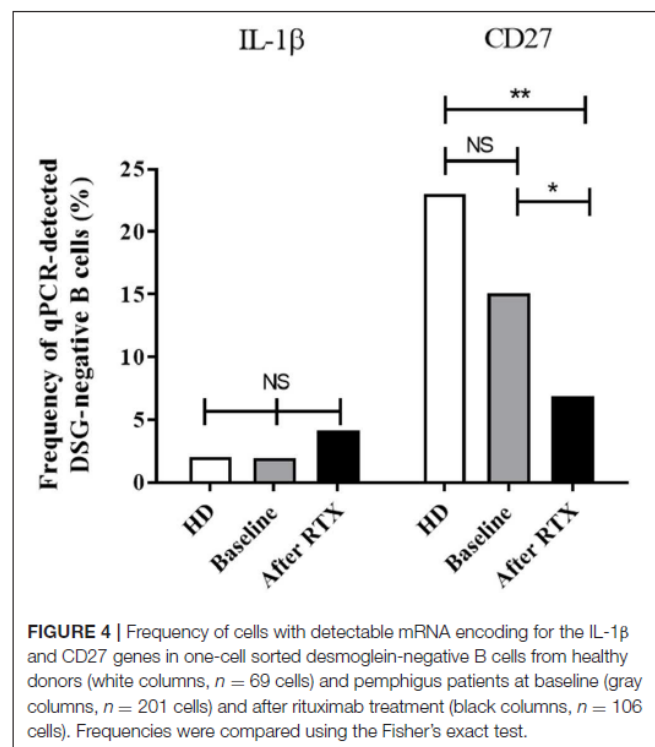 IL-1β CD27
**
NS
*
25
20
15
10
5
0
NS
Frequency of qPCR-detected
DSG-negative B cells (%)
HD Baseline After RTX HD Baseline After RTX
FIGURE 4 | Frequency of cells with detectable mRNA encoding for the IL-1β
and CD27 genes in one-cell sorted desmoglein-negative B cells from healthy
donors (white columns, n = 69 cells) and pemphigus patients at baseline (gray
columns, n = 201 cells) and after rituximab treatment (black columns, n = 106
cells). Frequencies were compared using the Fisher's exact test.